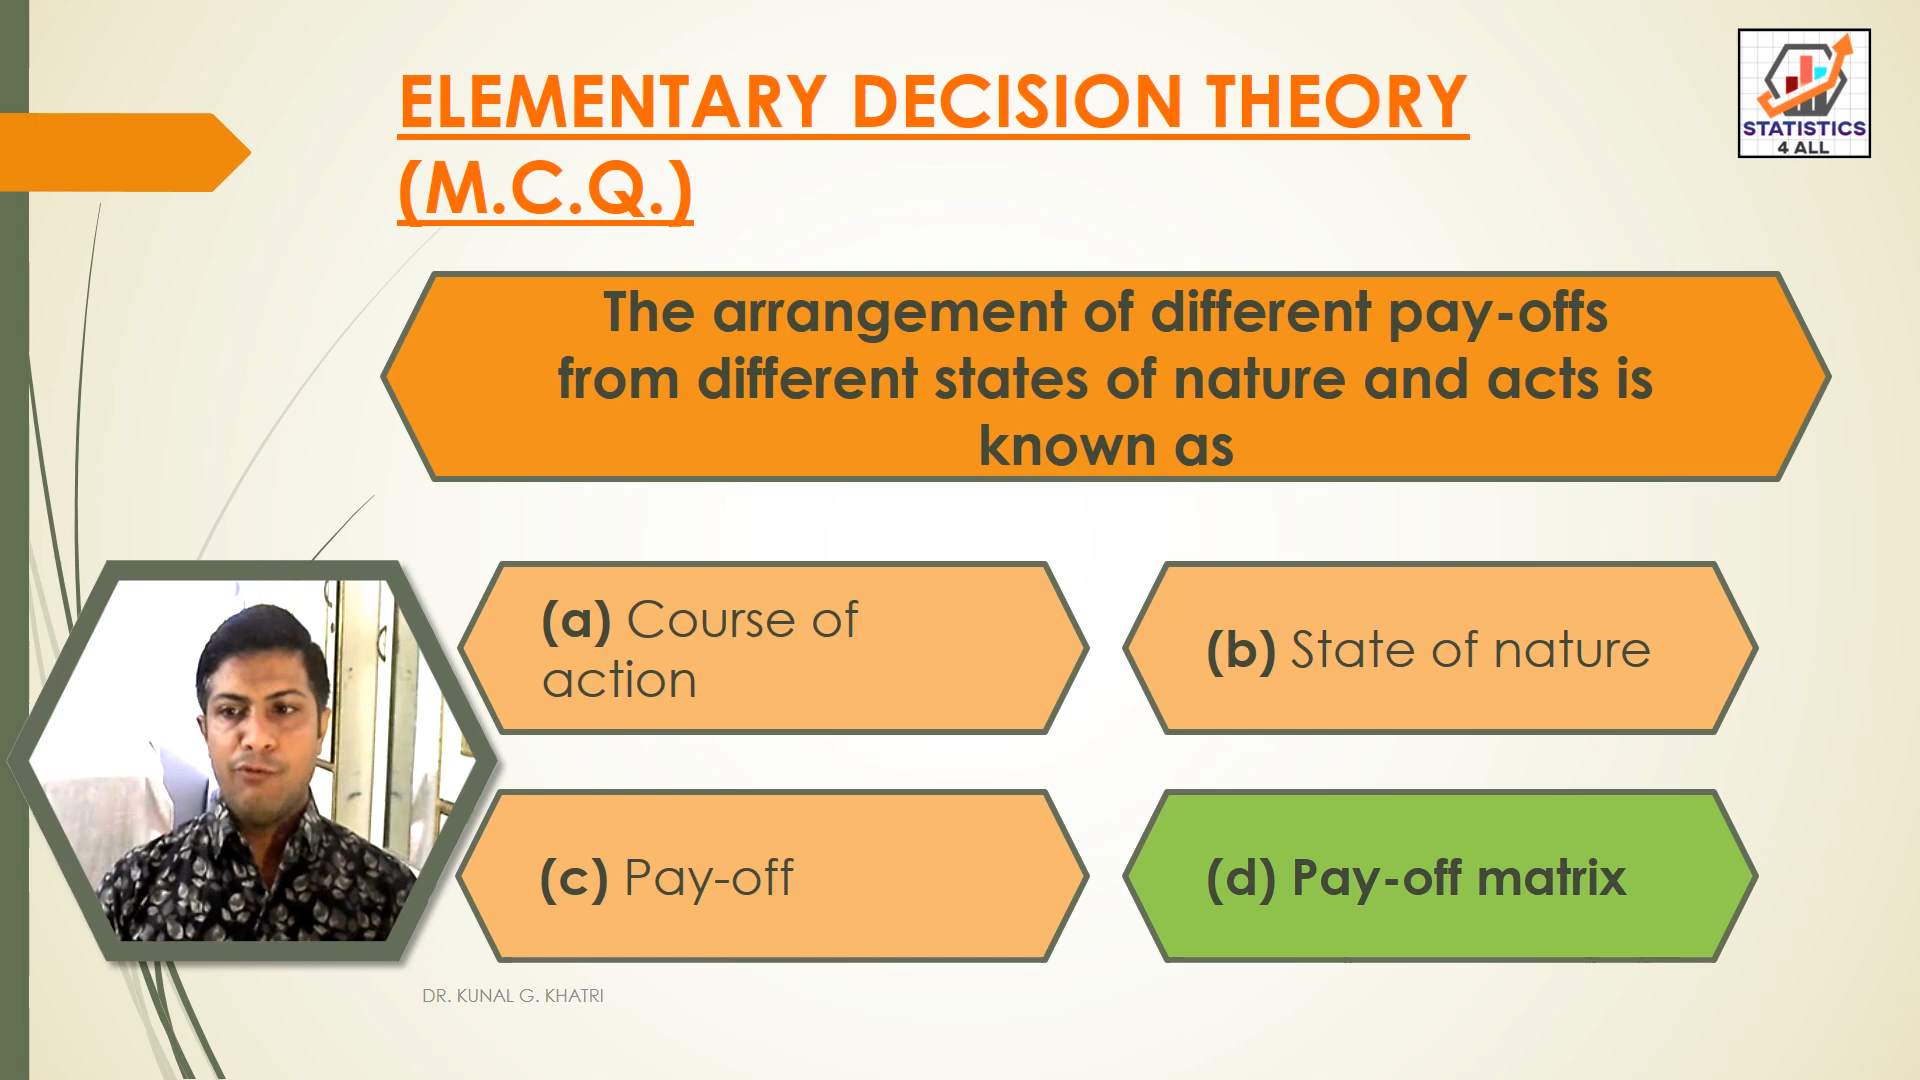 ELEMENTARY DECISION THEORY
(M.C.Q.)
STATISTICS
4 ALL
The arrangement of different pay-offs
from different states of nature and acts is
known as
(a) Course of
action
(b) State of nature
(c) Pay-off
(d) Pay-off matrix
DR. KUNAL G. KHATRI